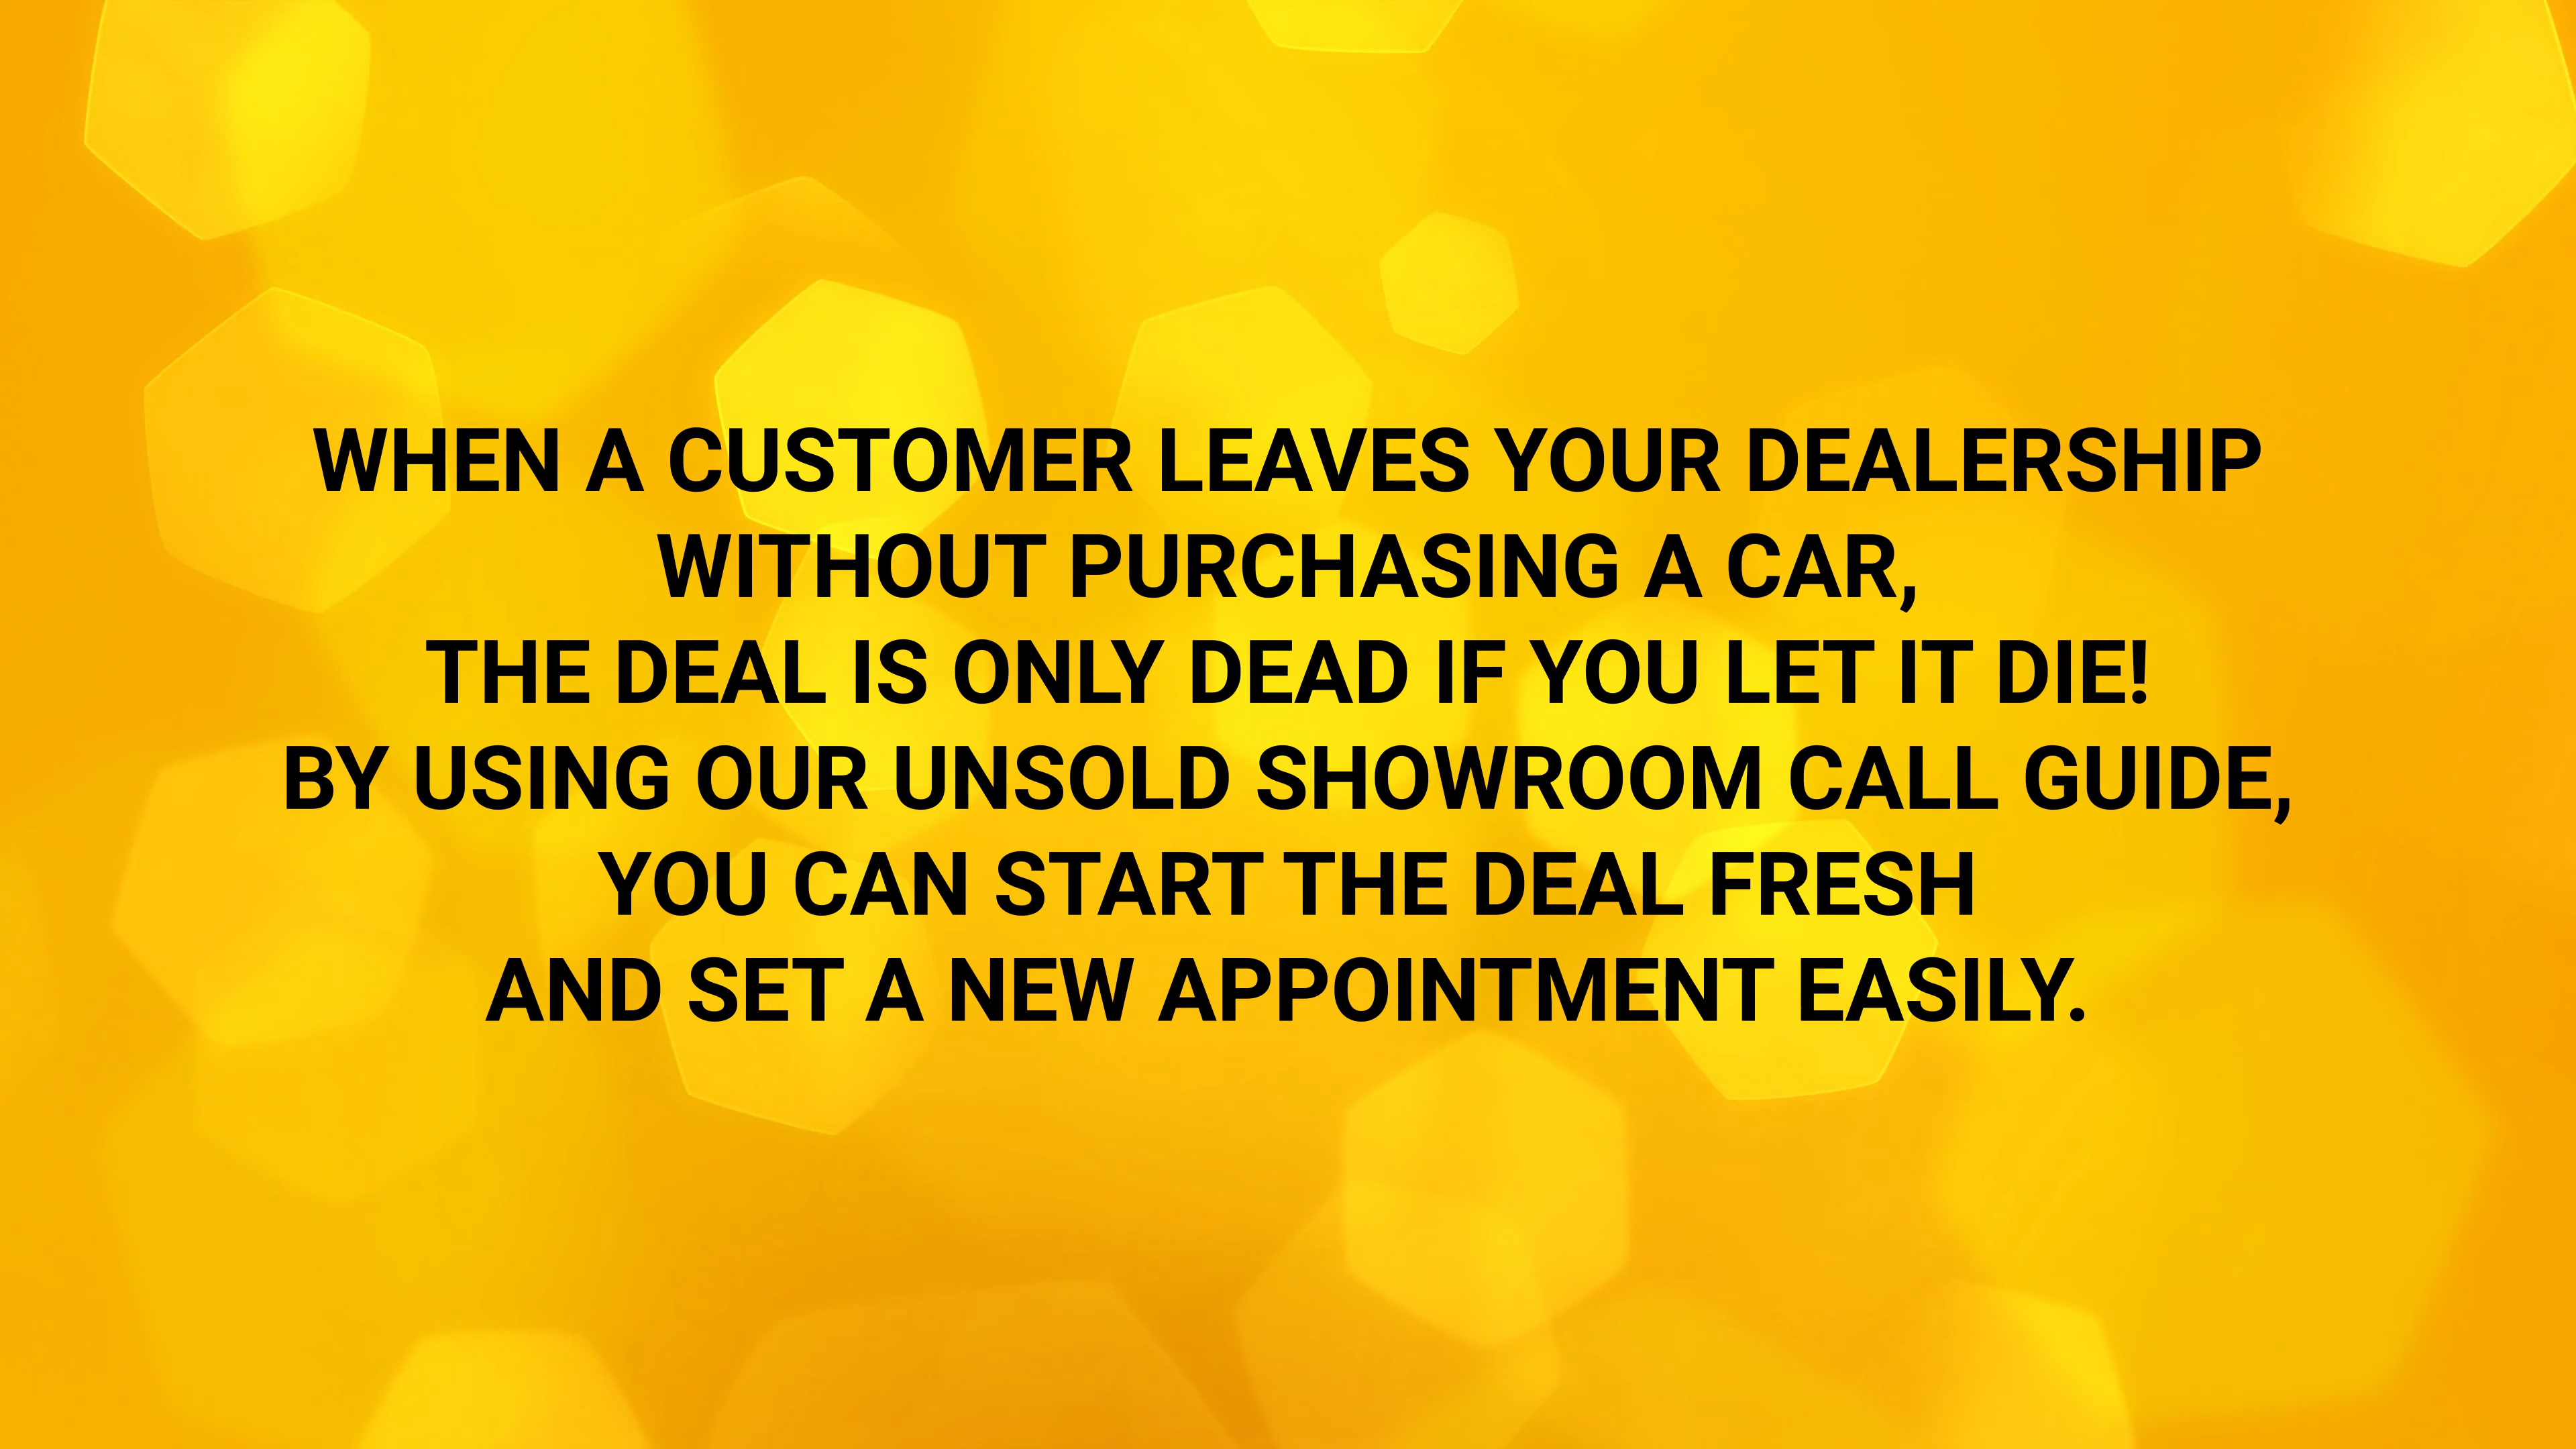 WHEN A CUSTOMER LEAVES YOUR DEALERSHIP
WITHOUT PURCHASING A CAR,
THE DEAL IS ONLY DEAD IF YOU LET IT DIE!
BY USING OUR UNSOLD SHOWROOM CALL GUIDE,
YOU CAN START THE DEAL FRESH
AND SET A NEW APPOINTMENT EASILY.